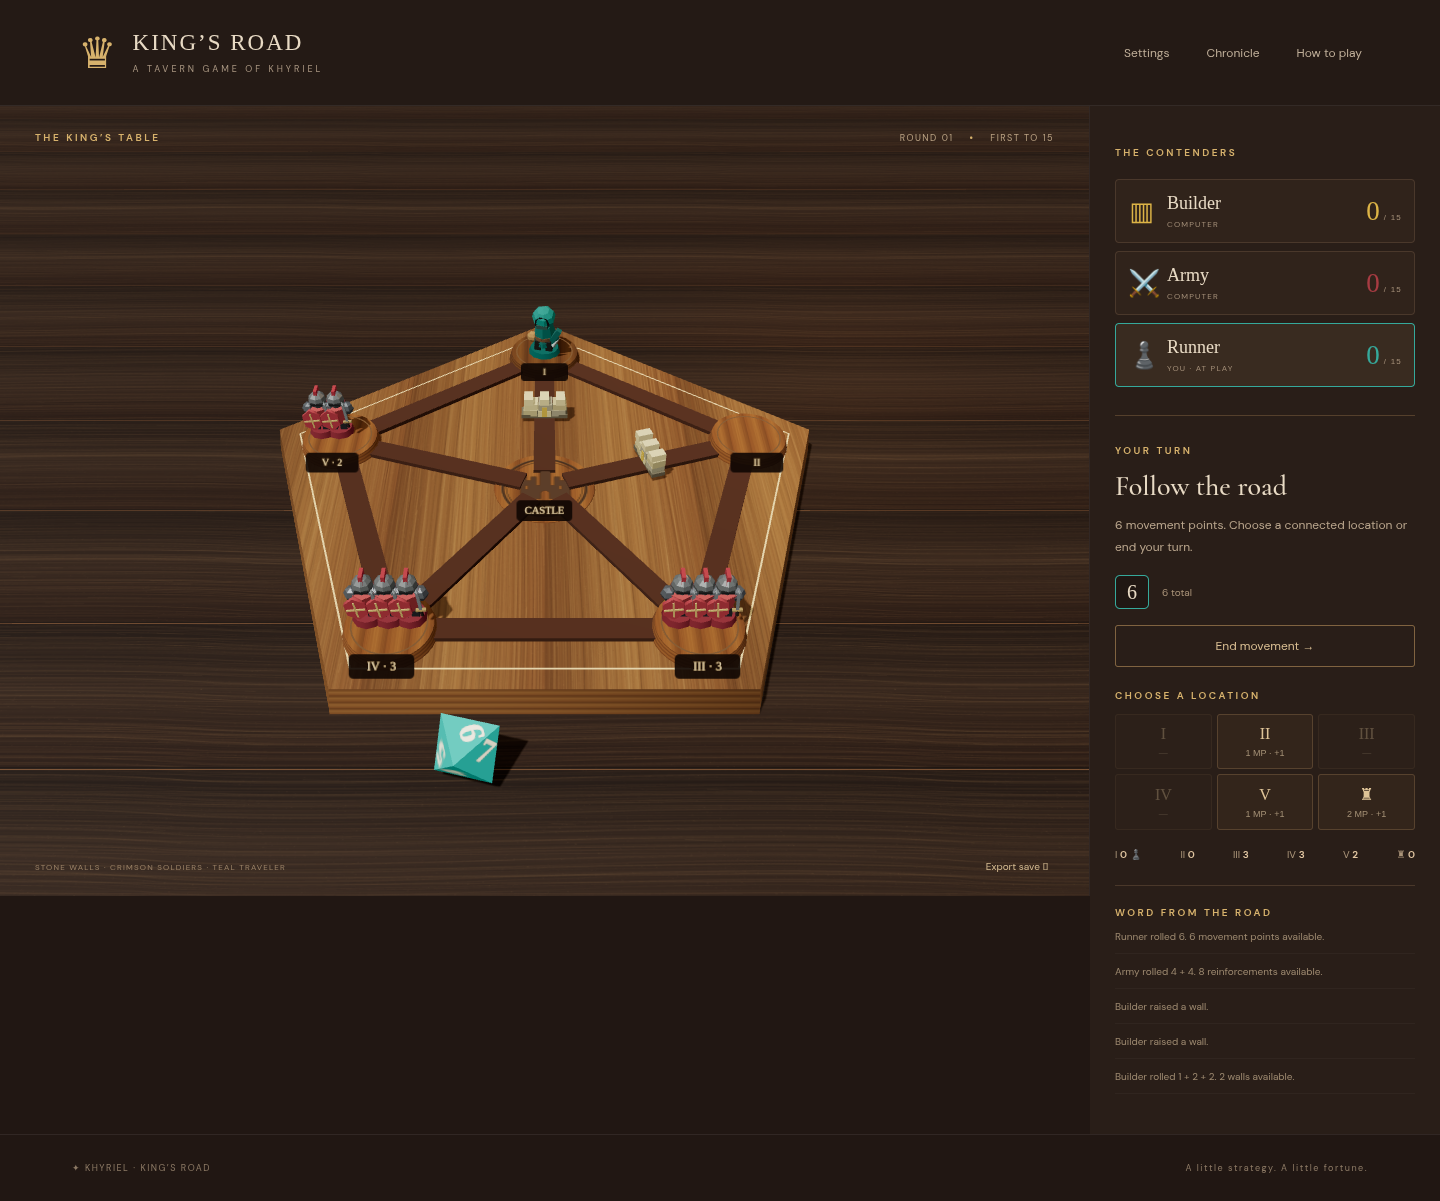 KING'S ROAD
A TAVERN GAME OF KHYRIEL
Settings
Chronicle
How to play
THE KING'S TABLE
ROUND 01 • FIRST TO 15
I
V · 2
II
CASTLE
IV · 3
III · 3
6
7
STONE WALLS · CRIMSON SOLDIERS · TEAL TRAVELER
Export save
THE CONTENDERS
Builder
COMPUTER
0 / 15
Army
COMPUTER
0 / 15
Runner
YOU · AT PLAY
0 / 15
YOUR TURN
Follow the road
6 movement points. Choose a connected location or
end your turn.
6
6 total
End movement →
CHOOSE A LOCATION
I
—
II
1 MP · +1
III
—
IV
—
V
1 MP · +1
♜
2 MP · +1
I 0 ♟ II 0 III 3 IV 3 V 2 ♜ 0
WORD FROM THE ROAD
Runner rolled 6. 6 movement points available.
Army rolled 4 + 4. 8 reinforcements available.
Builder raised a wall.
Builder raised a wall.
Builder rolled 1 + 2 + 2. 2 walls available.
✦ KHYRIEL · KING'S ROAD
A little strategy. A little fortune.